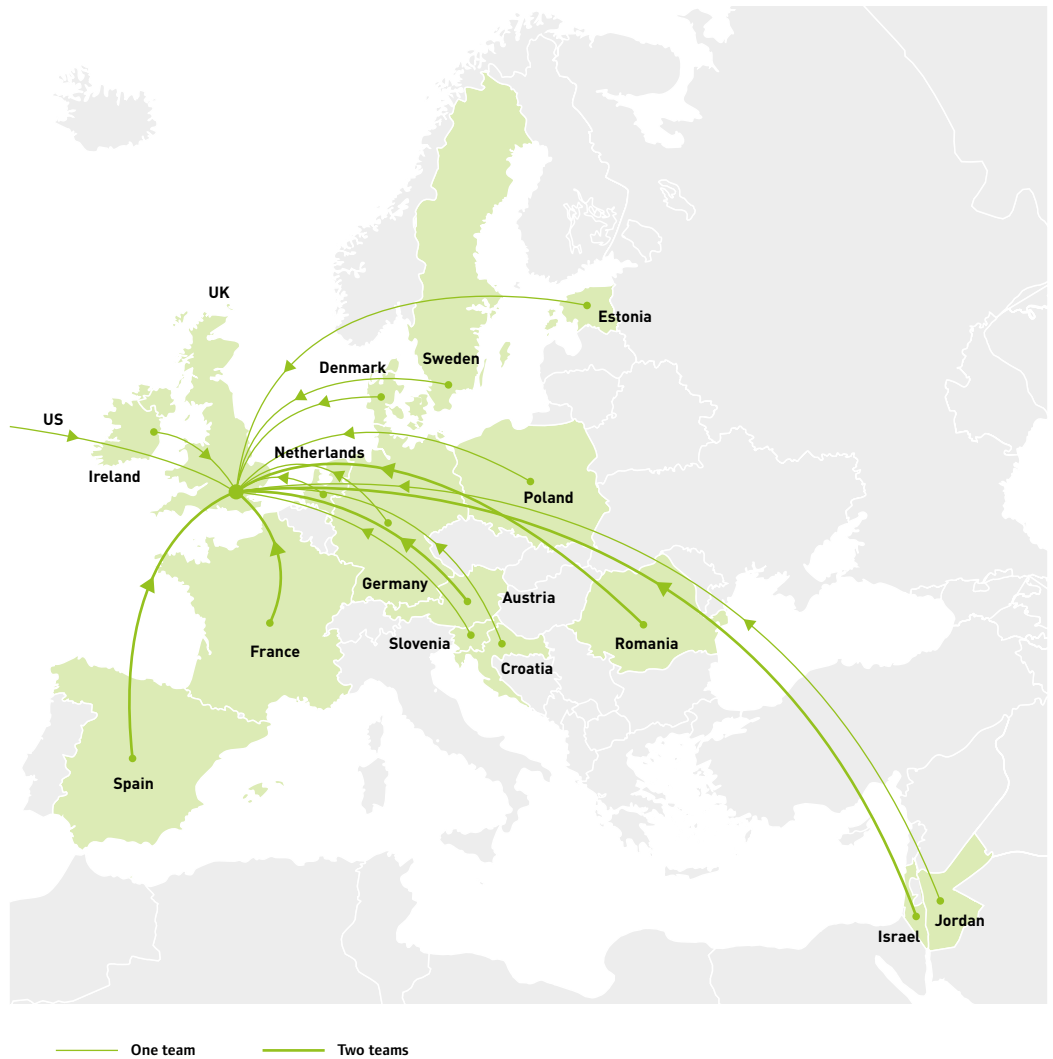 UK
Estonia
Sweden
Denmark
US
Netherlands
Ireland
Poland
Germany
Austria
Slovenia
Romania
France
Croatia
Spain
Jordan
Israel
One team
Two teams